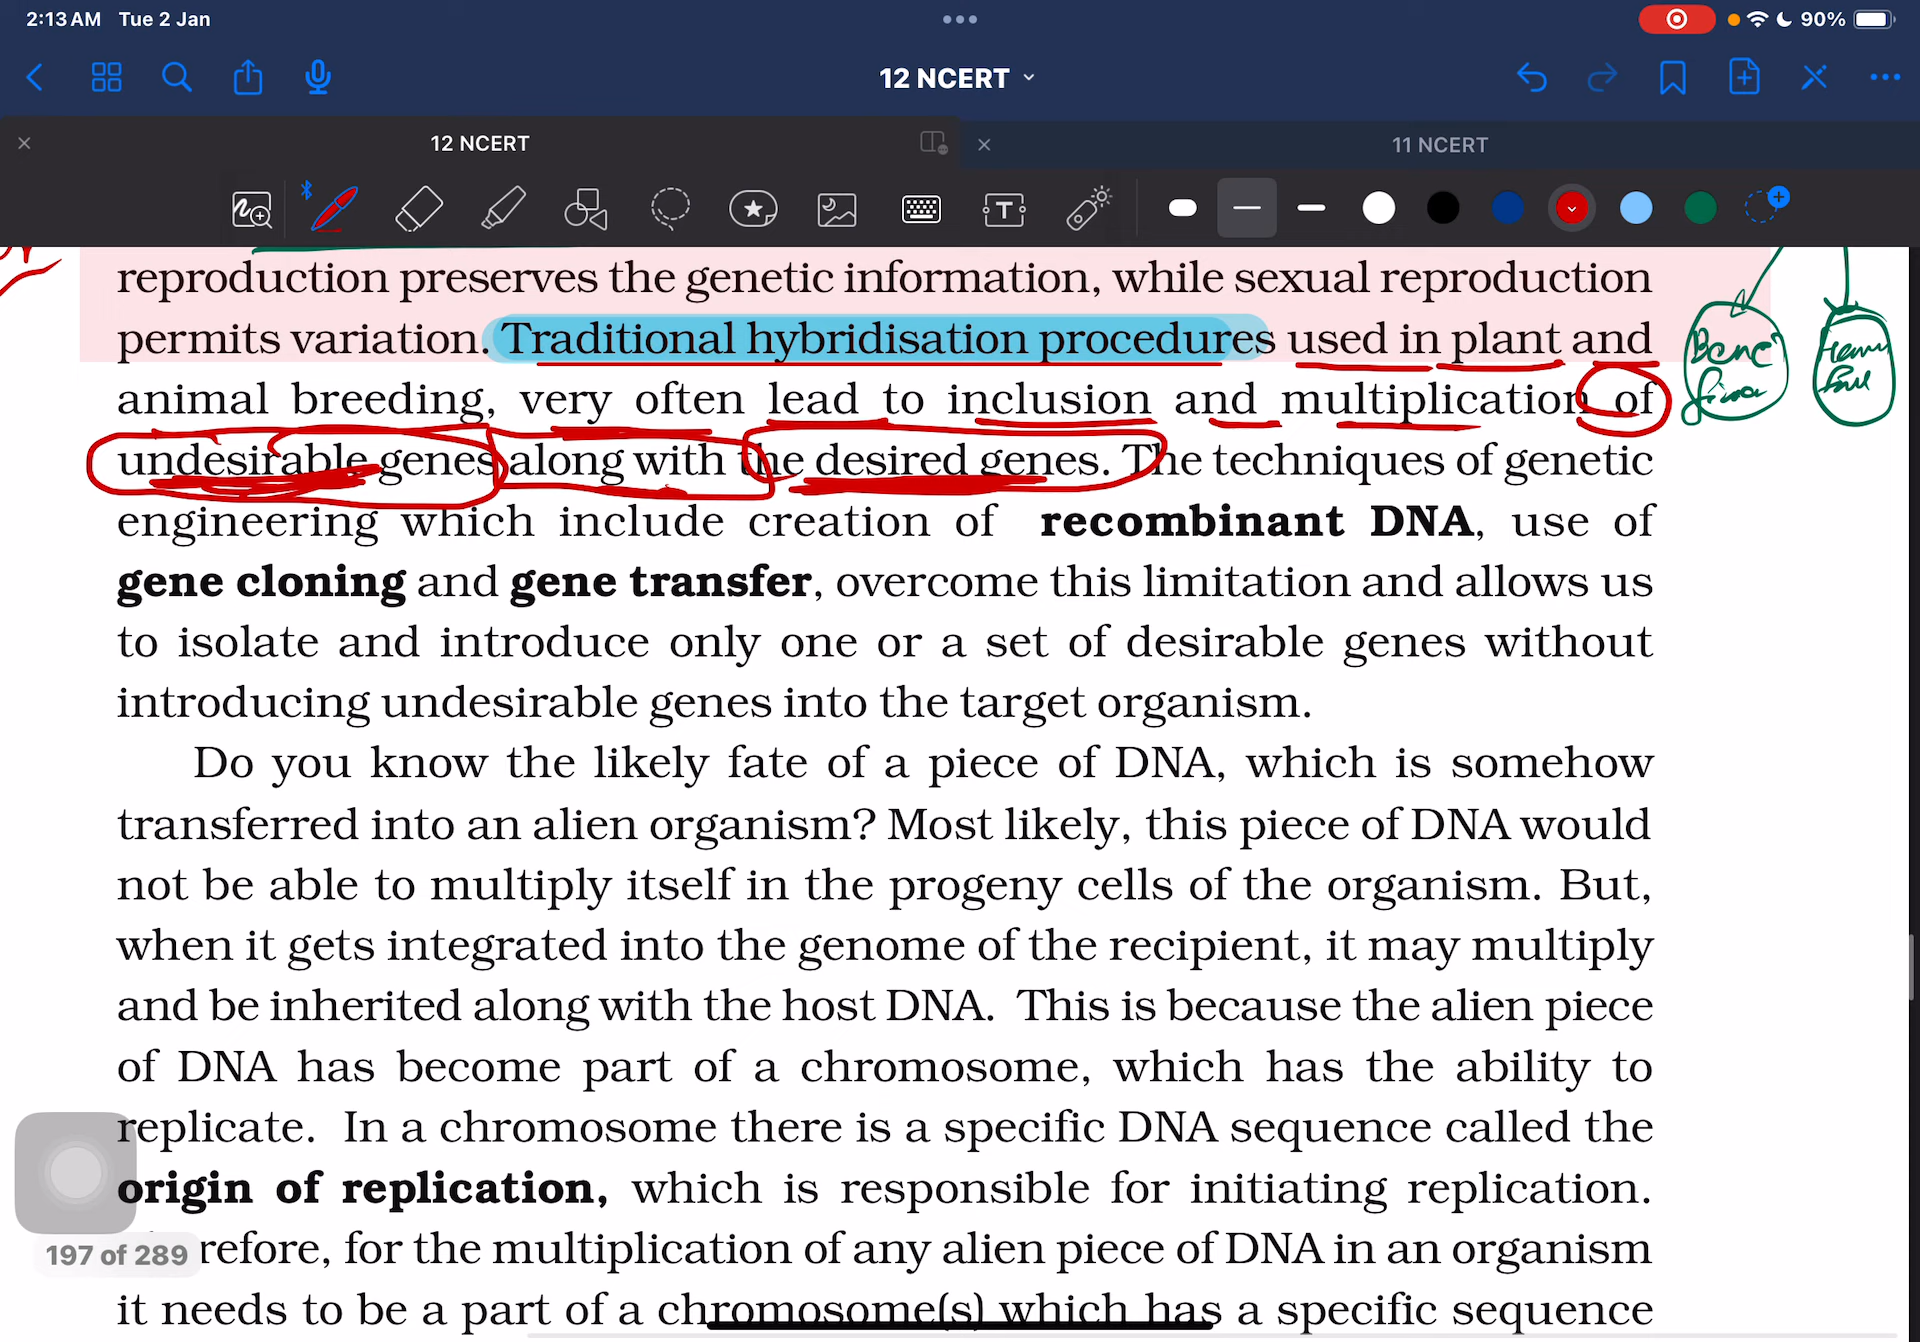 2:13 AM Tue 2 Jan
90%
12 NCERT
12 NCERT
11 NCERT
reproduction preserves the genetic information, while sexual reproduction
permits variation. Traditional hybridisation procedures used in plant and
animal breeding, very often lead to inclusion and multiplication of
undesirable genes along with the desired genes. The techniques of genetic
engineering which include creation of recombinant DNA, use of
gene cloning and gene transfer, overcome this limitation and allows us
to isolate and introduce only one or a set of desirable genes without
introducing undesirable genes into the target organism.
Do you know the likely fate of a piece of DNA, which is somehow
transferred into an alien organism? Most likely, this piece of DNA would
not be able to multiply itself in the progeny cells of the organism. But,
when it gets integrated into the genome of the recipient, it may multiply
and be inherited along with the host DNA. This is because the alien piece
of DNA has become part of a chromosome, which has the ability to
replicate. In a chromosome there is a specific DNA sequence called the
origin of replication, which is responsible for initiating replication.
refore, for the multiplication of any alien piece of DNA in an organism
it needs to be a part of a chromosome(s) which has a specific sequence
197 of 289